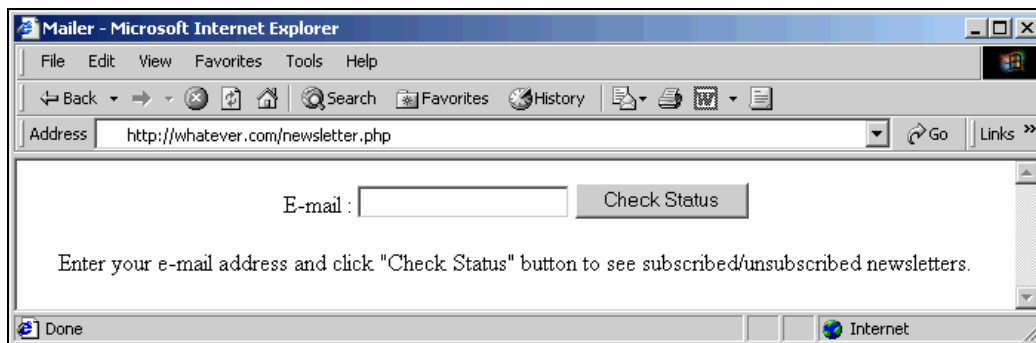 Mailer - Microsoft Internet Explorer
File Edit View Favorites Tools Help
Back Search Favorites History
Address http://whatever.com/newsletter.php Go Links »
E-mail : Check Status
Enter your e-mail address and click "Check Status" button to see subscribed/unsubscribed newsletters.
Done Internet